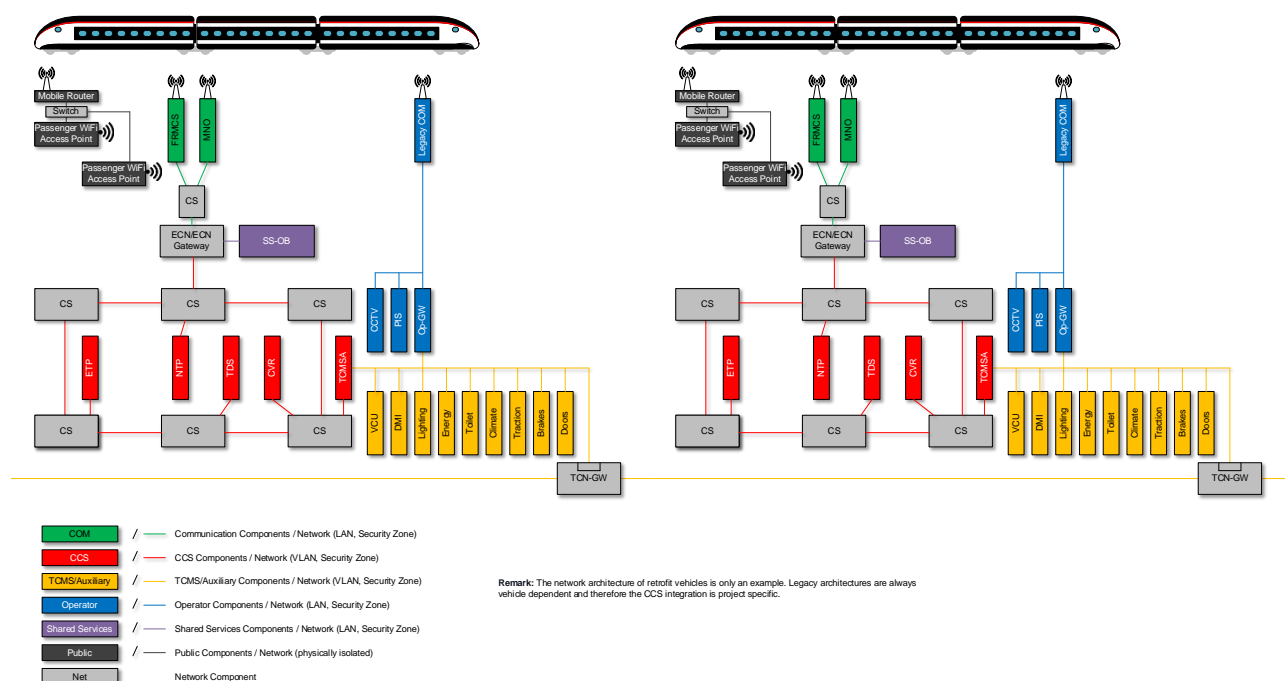 Mobile Router
Switch
Passenger WiFi
Access Point
Passenger WiFi
Access Point
FRMCS
MNO
Legacy COM
CS
ECN/ECN
Gateway
SS-OB
CS
CS
CS
CCTV
PIS
Op-GW
ETP
NTP
TDS
CVR
TCMSA
CS
CS
CS
VCU
DMI
Lighting
Energy
Toilet
Climate
Traction
Brakes
Doors
TCN-GW
Mobile Router
Switch
Passenger WiFi
Access Point
Passenger WiFi
Access Point
FRMCS
MNO
Legacy COM
CS
ECN/ECN
Gateway
SS-OB
CS
CS
CS
CCTV
PIS
Op-GW
ETP
NTP
TDS
CVR
TCMSA
CS
CS
CS
VCU
DMI
Lighting
Energy
Toilet
Climate
Traction
Brakes
Doors
TCN-GW
COM / Communication Components / Network (LAN, Security Zone)
CCS / CCS Components / Network (VLAN, Security Zone)
TCMS/Auxiliary / TCMS/Auxiliary Components / Network (VLAN, Security Zone)
Operator / Operator Components / Network (LAN, Security Zone)
Shared Services / Shared Services Components / Network (LAN, Security Zone)
Public / Public Components / Network (physically isolated)
Net Network Component
Remark: The network architecture of retrofit vehicles is only an example. Legacy architectures are always
vehicle dependent and therefore the CCS integration is project specific.